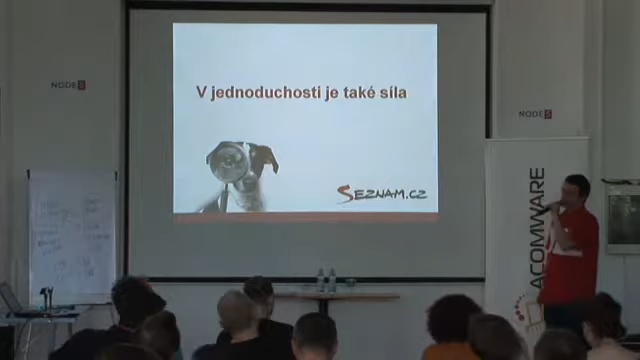 NODE5
V jednoduchosti je také síla
SEZNAM.CZ
NODE5
ACOMWARE